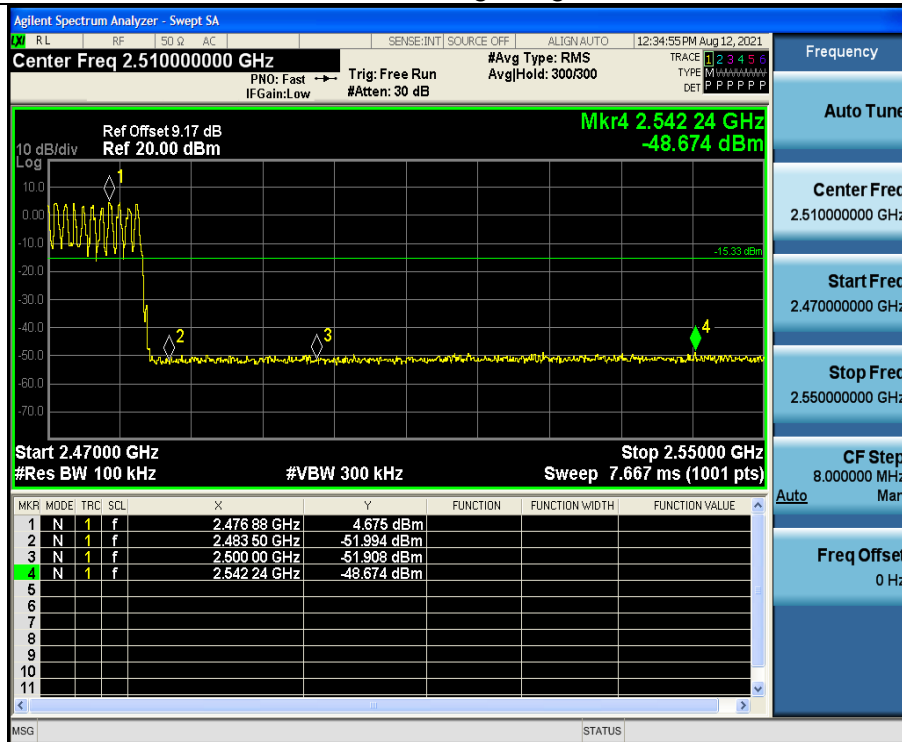 Agilent Spectrum Analyzer - Swept SA
LXI RL RF 50 Ω AC SENSE:INT SOURCE OFF ALIGN AUTO 12:34:55 PM Aug 12, 2021
Center Freq 2.510000000 GHz #Avg Type: RMS TRACE 1 2 3 4 5 6
PNO: Fast Trig: Free Run Avg|Hold: 300/300 TYPE M
IFGain:Low #Atten: 30 dB DET P P P P P P
Mkr4 2.542 24 GHz
-48.674 dBm
Ref Offset 9.17 dB
10 dB/div Ref 20.00 dBm
Log
10.0
0.00
-10.0
-20.0
-30.0
-40.0
-50.0
-60.0
-70.0
1
2
3
4
-15.33 dBm
Start 2.47000 GHz Stop 2.55000 GHz
#Res BW 100 kHz #VBW 300 kHz Sweep 7.667 ms (1001 pts)
MKR MODE TRC SCL X Y FUNCTION FUNCTION WIDTH FUNCTION VALUE
1 N 1 f 2.476 88 GHz 4.675 dBm
2 N 1 f 2.483 50 GHz -51.994 dBm
3 N 1 f 2.500 00 GHz -51.908 dBm
4 N 1 f 2.542 24 GHz -48.674 dBm
5
6
7
8
9
10
11
MSG STATUS
Frequency
Auto Tune
Center Freq
2.510000000 GHz
Start Freq
2.470000000 GHz
Stop Freq
2.550000000 GHz
CF Step
8.000000 MHz
Auto Man
Freq Offset
0 Hz